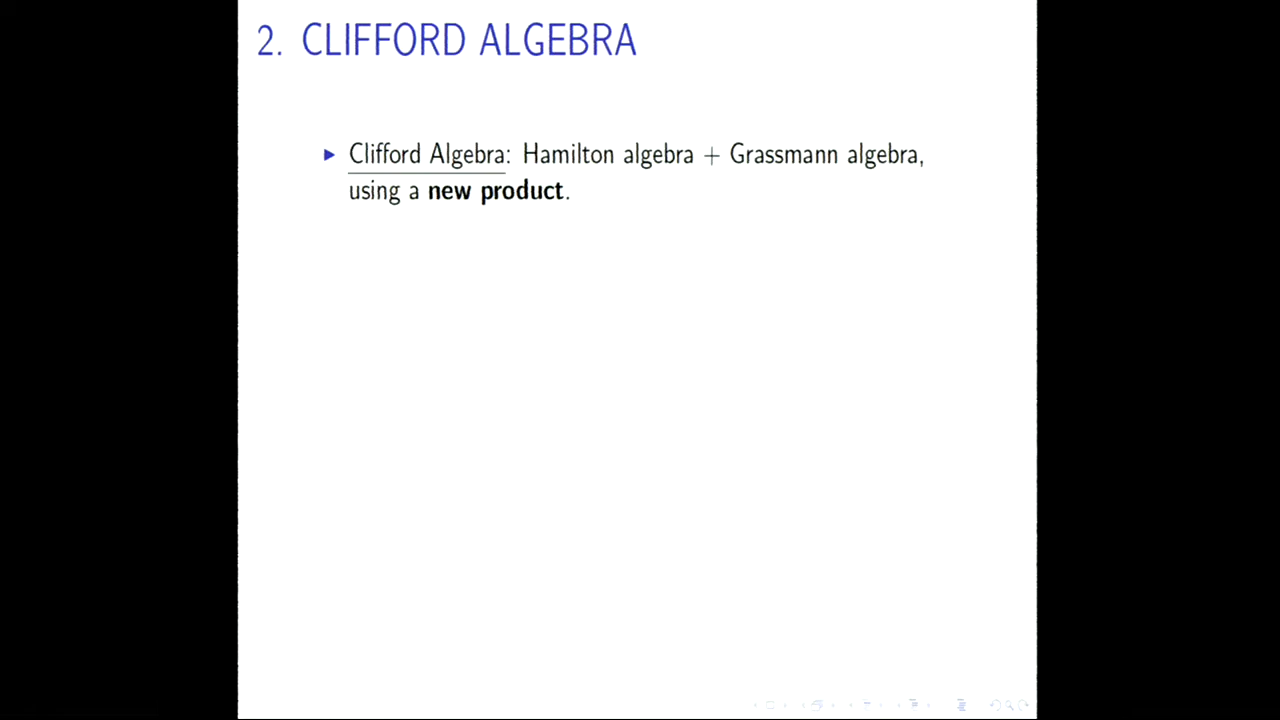 2. CLIFFORD ALGEBRA
Clifford Algebra: Hamilton algebra + Grassmann algebra,
using a new product.